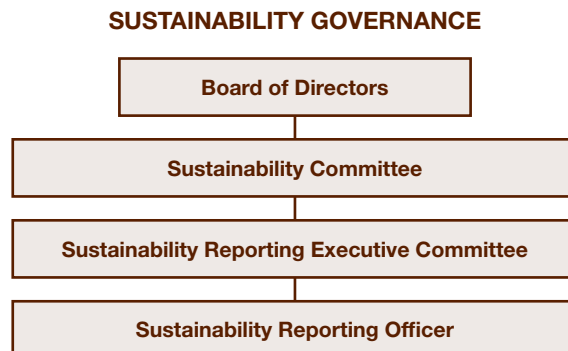 SUSTAINABILITY GOVERNANCE
Board of Directors
Sustainability Committee
Sustainability Reporting Executive Committee
Sustainability Reporting Officer